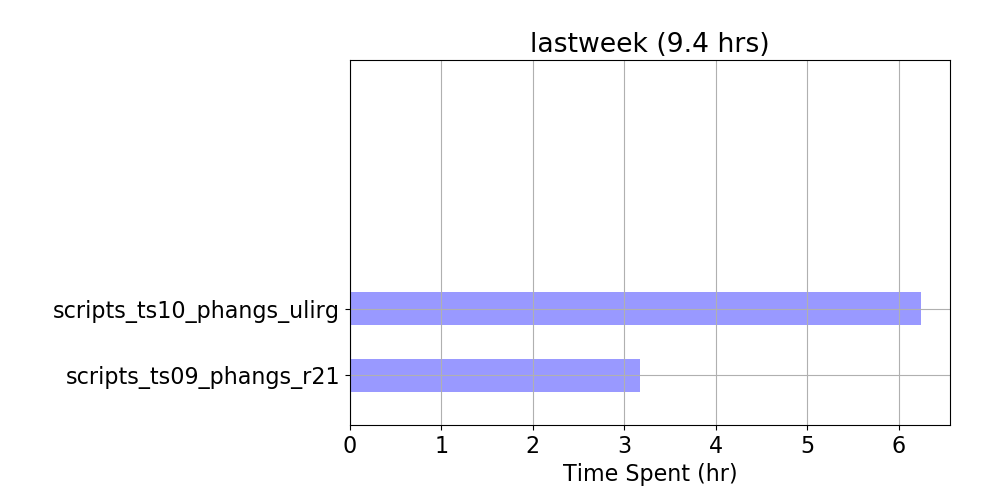 lastweek (9.4 hrs)
scripts_ts10_phangs_ulirg
scripts_ts09_phangs_r21
0 1 2 3 4 5 6
Time Spent (hr)